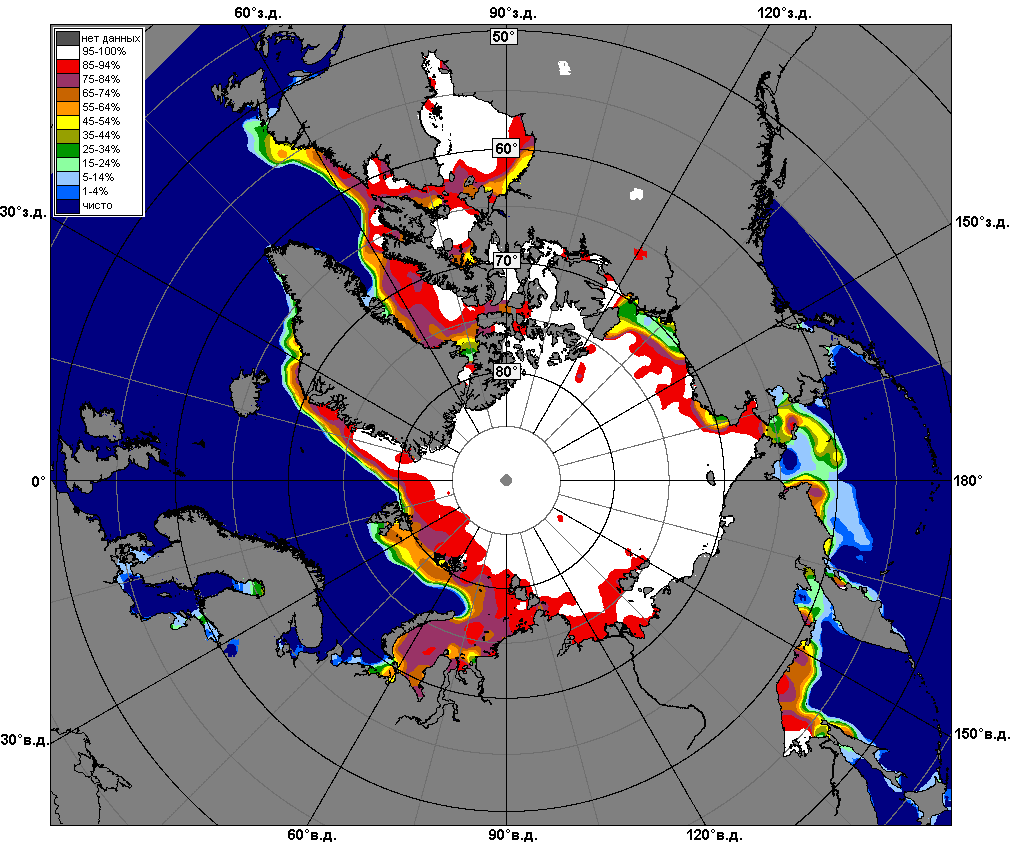 60°з.д.
90°з.д.
120°з.д.
50°
нет данных
95-100%
85-94%
75-84%
65-74%
55-64%
45-54%
35-44%
25-34%
15-24%
5-14%
1-4%
чисто
60°
30°з.д.
150°з.д.
70°
80°
0°
180°
30°в.д.
150°в.д.
60°в.д.
90°в.д.
120°в.д.